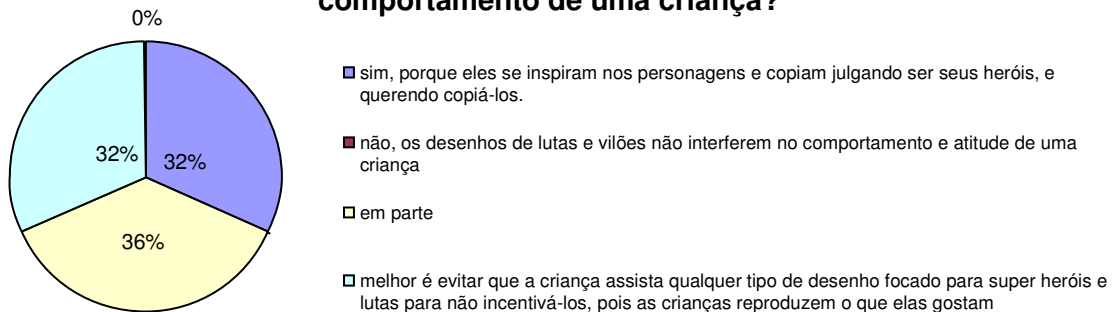 comportamento de uma criança?
0%
sim, porque eles se inspiram nos personagens e copiam julgando ser seus heróis, e
querendo copiá-los.
não, os desenhos de lutas e vilões não interferem no comportamento e atitude de uma
criança
32%
32%
em parte
36%
melhor é evitar que a criança assista qualquer tipo de desenho focado para super heróis e
lutas para não incentivá-los, pois as crianças reproduzem o que elas gostam